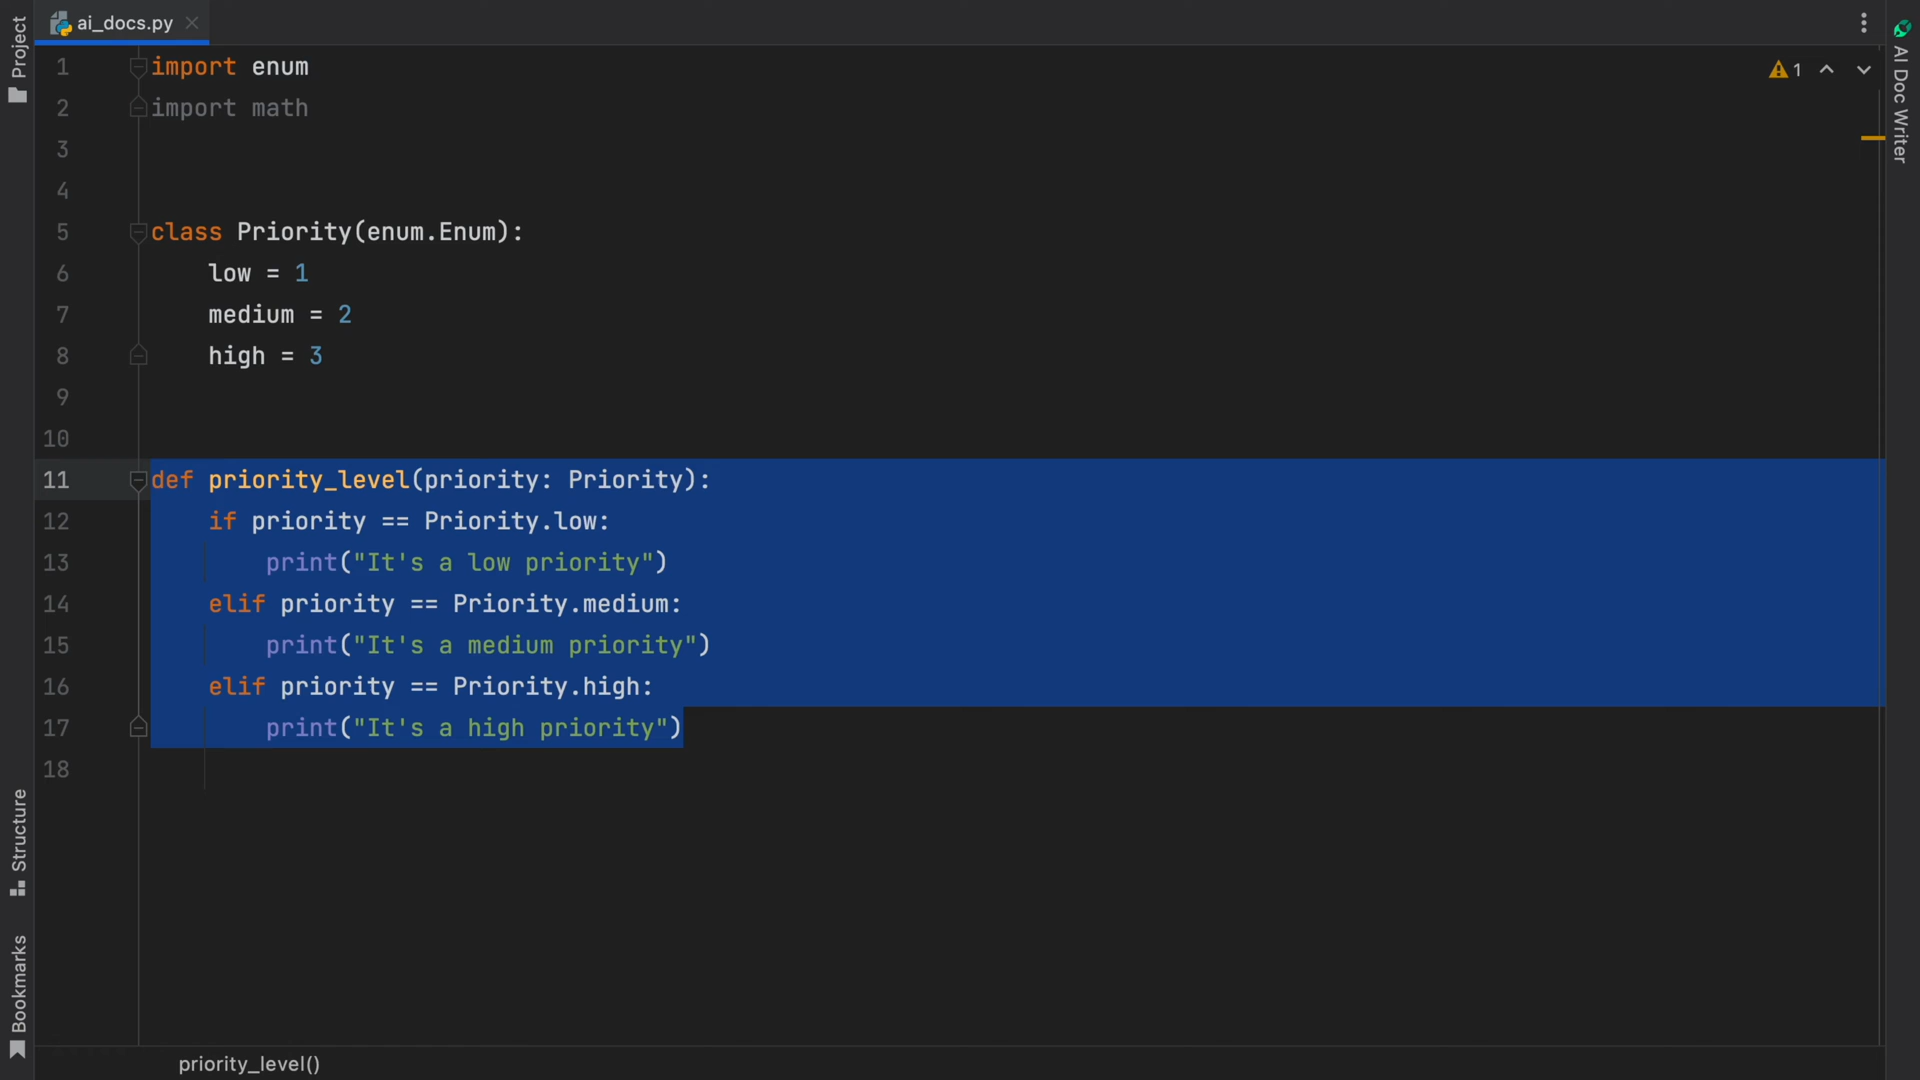 Project
ai_docs.py
1
AI Doc Writer
1 import enum
2 import math
3
4
5 class Priority(enum.Enum):
6     low = 1
7     medium = 2
8     high = 3
9
10
11 def priority_level(priority: Priority):
12     if priority == Priority.low:
13         print("It's a low priority")
14     elif priority == Priority.medium:
15         print("It's a medium priority")
16     elif priority == Priority.high:
17         print("It's a high priority")
18
Structure
Bookmarks
priority_level()